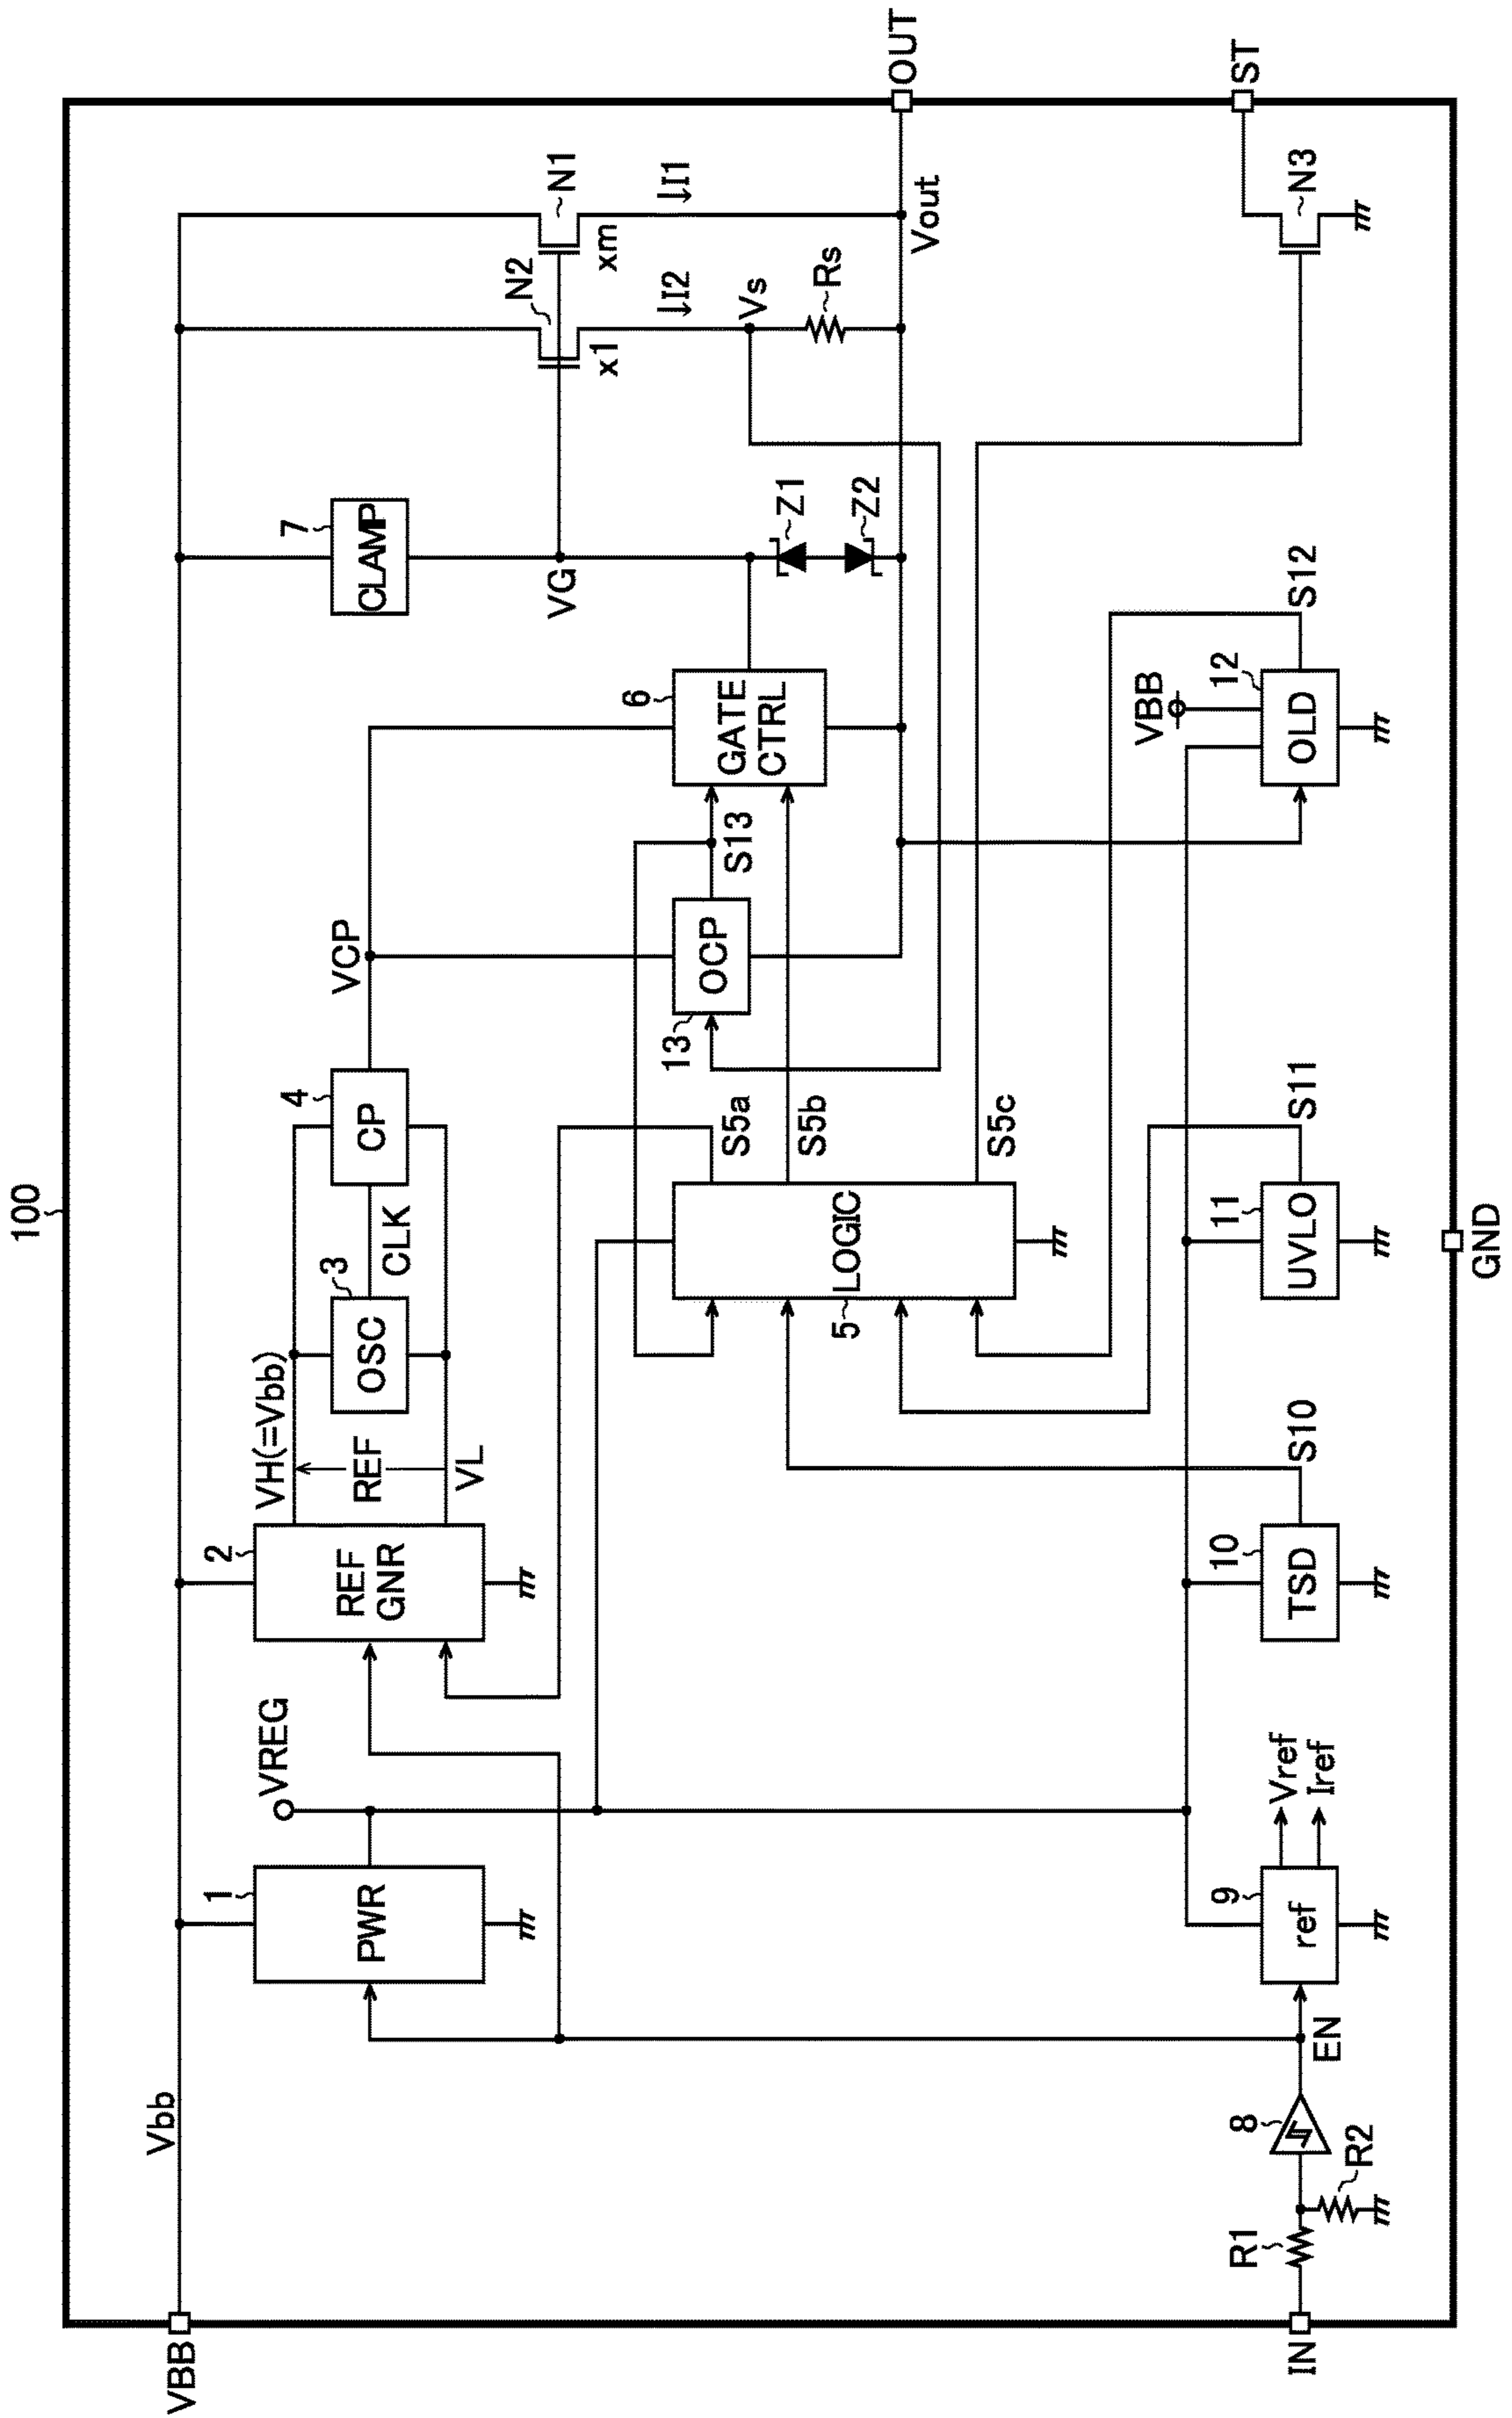 100
VBB
Vbb
1
PWR
VREG
2
REF
GNR
VH(=Vbb)
REF
VL
3
OSC
CLK
4
CP
VCP
7
CLAMP
VG
6
GATE
CTRL
S13
13
OCP
Z1
Z2
N2
x1
N1
xm
↓I2
↓I1
Vs
Rs
Vout
OUT
5
LOGIC
S5a
S5b
S5c
IN
R1
R2
8
EN
9
ref
Vref
Iref
10
TSD
S10
11
UVLO
S11
VBB
12
OLD
S12
N3
ST
GND